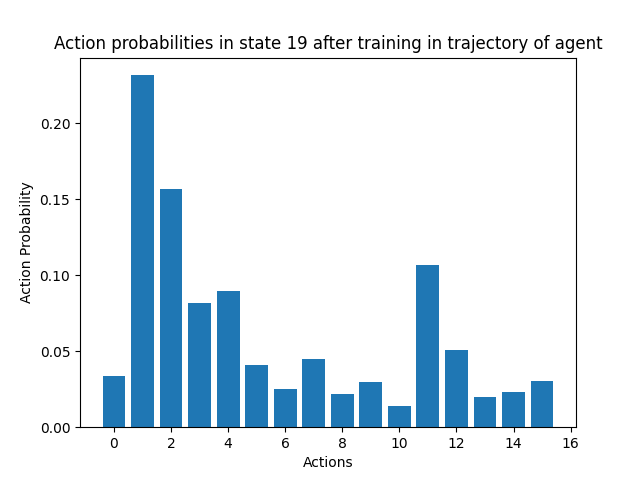 Action probabilities in state 19 after training in trajectory of agent
Action Probability
0.20
0.15
0.10
0.05
0.00
0 2 4 6 8 10 12 14 16
Actions